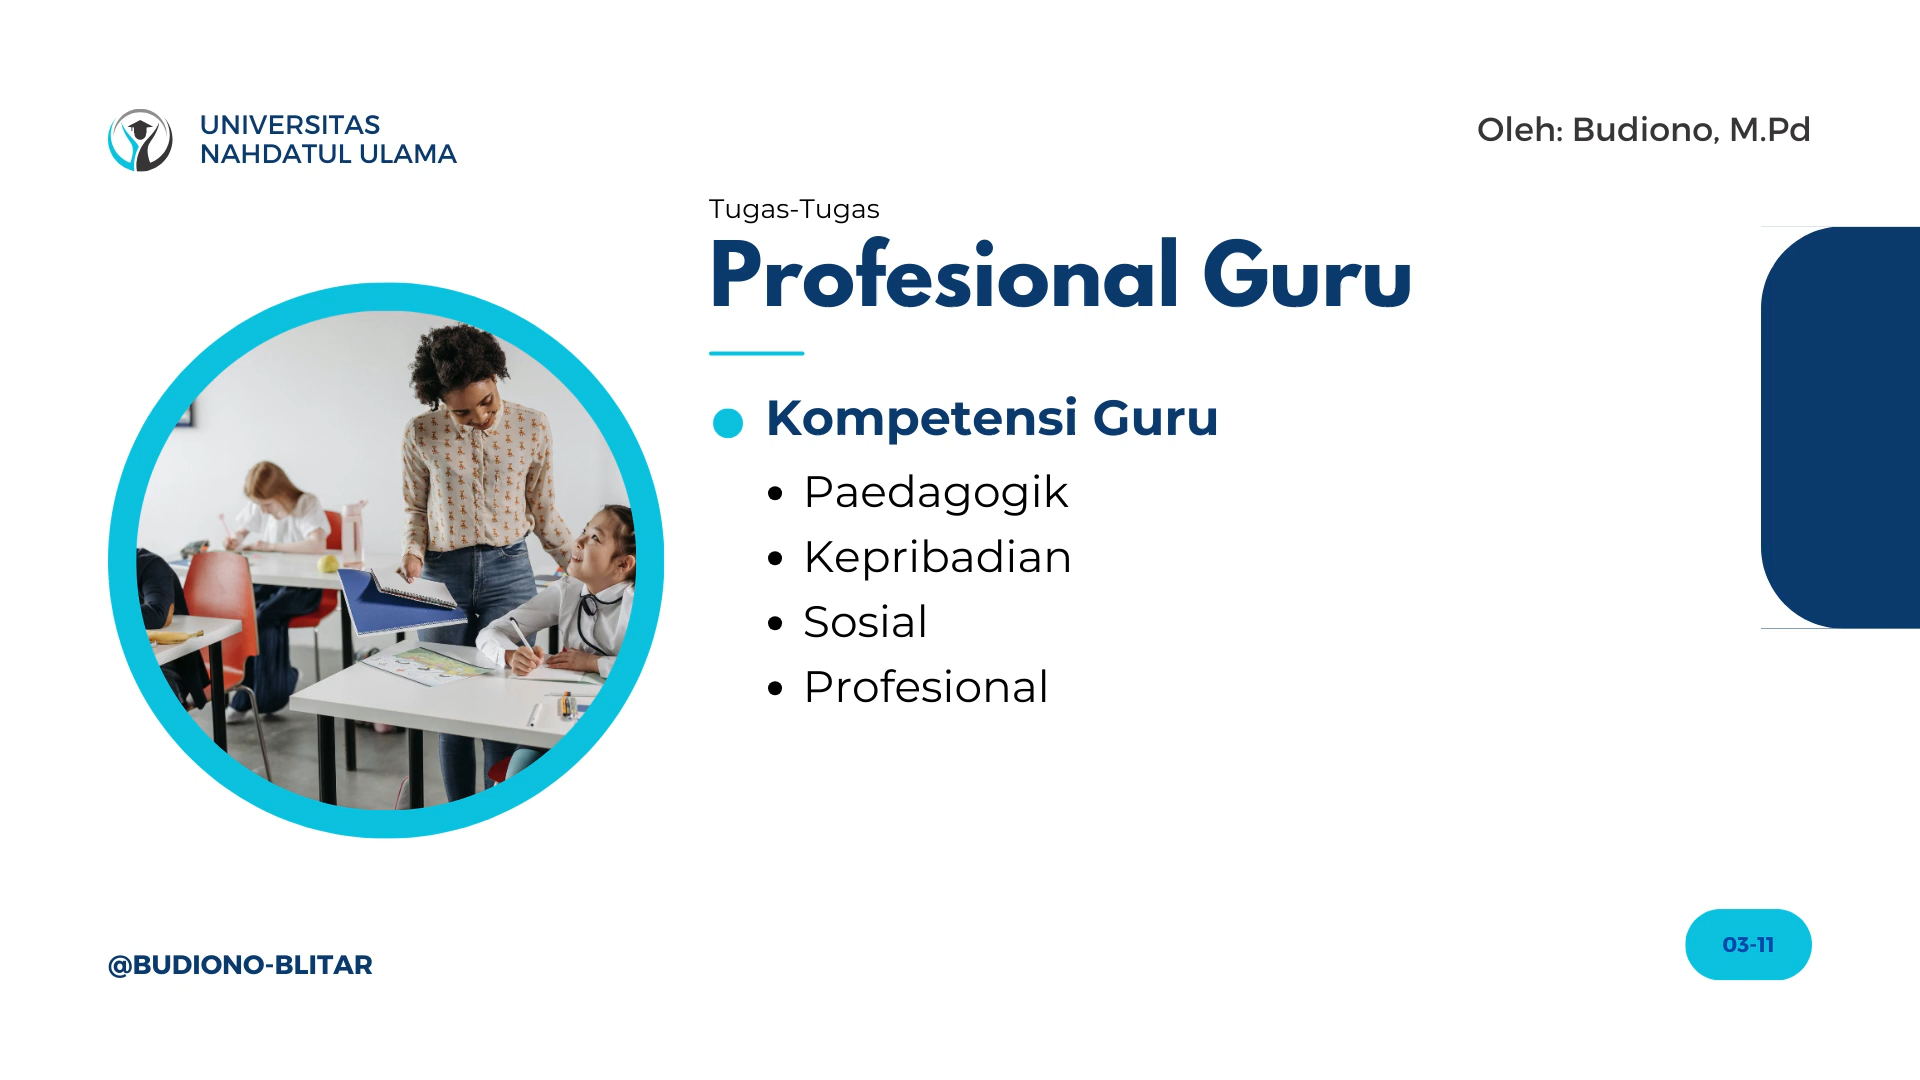 UNIVERSITAS
NAHDATUL ULAMA
Oleh: Budiono, M.Pd
Tugas-Tugas
Profesional Guru
Kompetensi Guru
• Paedagogik
• Kepribadian
• Sosial
• Profesional
@BUDIONO-BLITAR
03-11